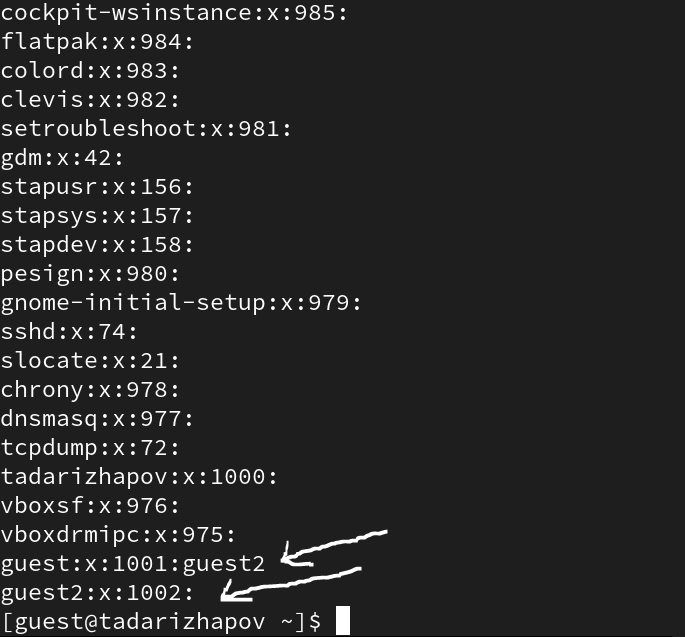 cockpit-wsinstance:x:985:
flatpak:x:984:
colord:x:983:
clevis:x:982:
setroubleshoot:x:981:
gdm:x:42:
stapusr:x:156:
stapsys:x:157:
stapdev:x:158:
pesign:x:980:
gnome-initial-setup:x:979:
sshd:x:74:
slocate:x:21:
chrony:x:978:
dnsmasq:x:977:
tcpdump:x:72:
tadarizhapov:x:1000:
vboxsf:x:976:
vboxdrmipc:x:975:
guest:x:1001:guest2
guest2:x:1002:
[guest@tadarizhapov ~]$